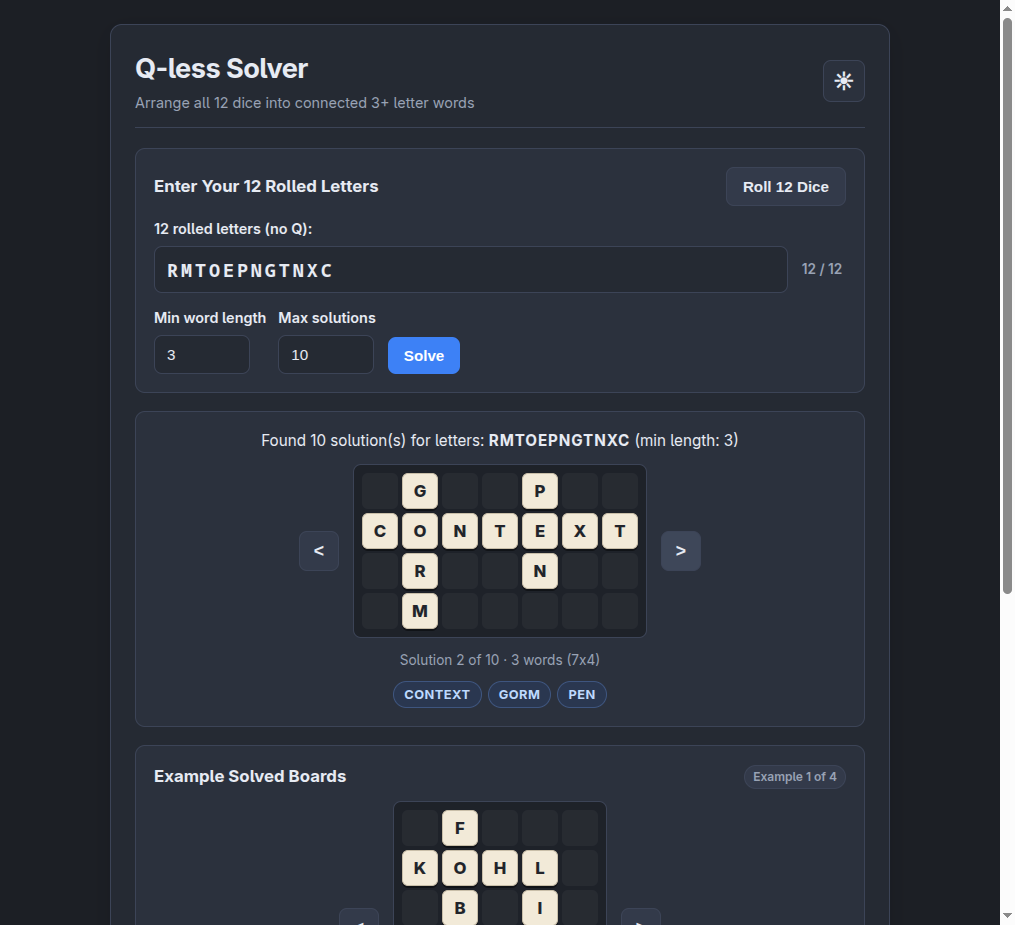 Q-less Solver
Arrange all 12 dice into connected 3+ letter words
Enter Your 12 Rolled Letters
Roll 12 Dice
12 rolled letters (no Q):
RMTOEPNGTNXC
12 / 12
Min word length Max solutions
3 10 Solve
Found 10 solution(s) for letters: RMTOEPNGTNXC (min length: 3)
G P
< C O N T E X T >
R N
M
Solution 2 of 10 · 3 words (7x4)
CONTEXT GORM PEN
Example Solved Boards
Example 1 of 4
F
K O H L
B I